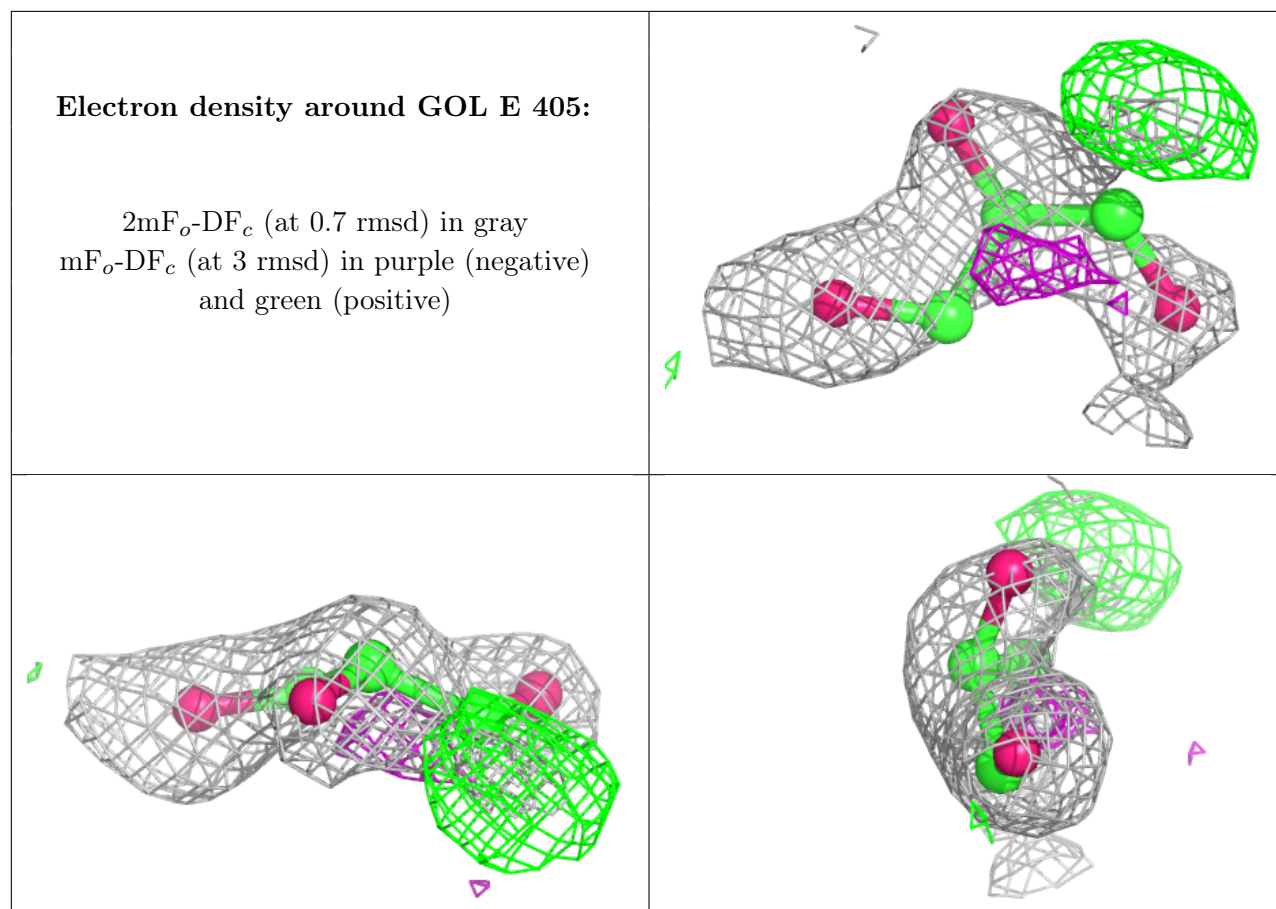 Electron density around GOL E 405:
2mFo-DFc (at 0.7 rmsd) in gray
mFo-DFc (at 3 rmsd) in purple (negative)
and green (positive)